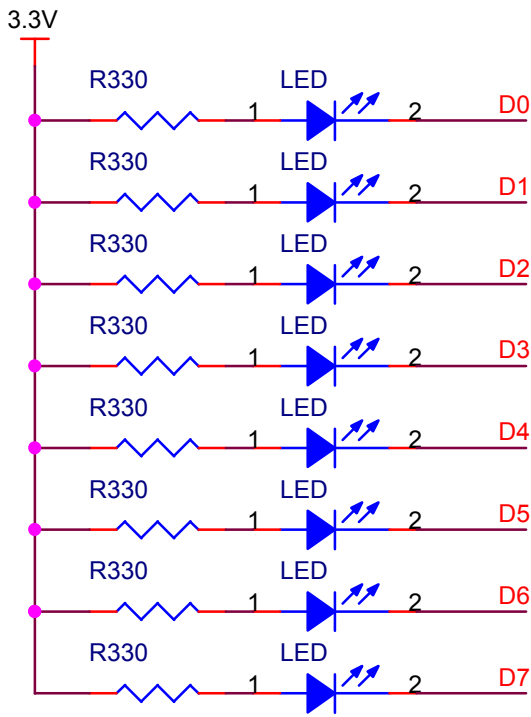 3.3V
R330 LED
1 2 D0
R330 LED
1 2 D1
R330 LED
1 2 D2
R330 LED
1 2 D3
R330 LED
1 2 D4
R330 LED
1 2 D5
R330 LED
1 2 D6
R330 LED
1 2 D7